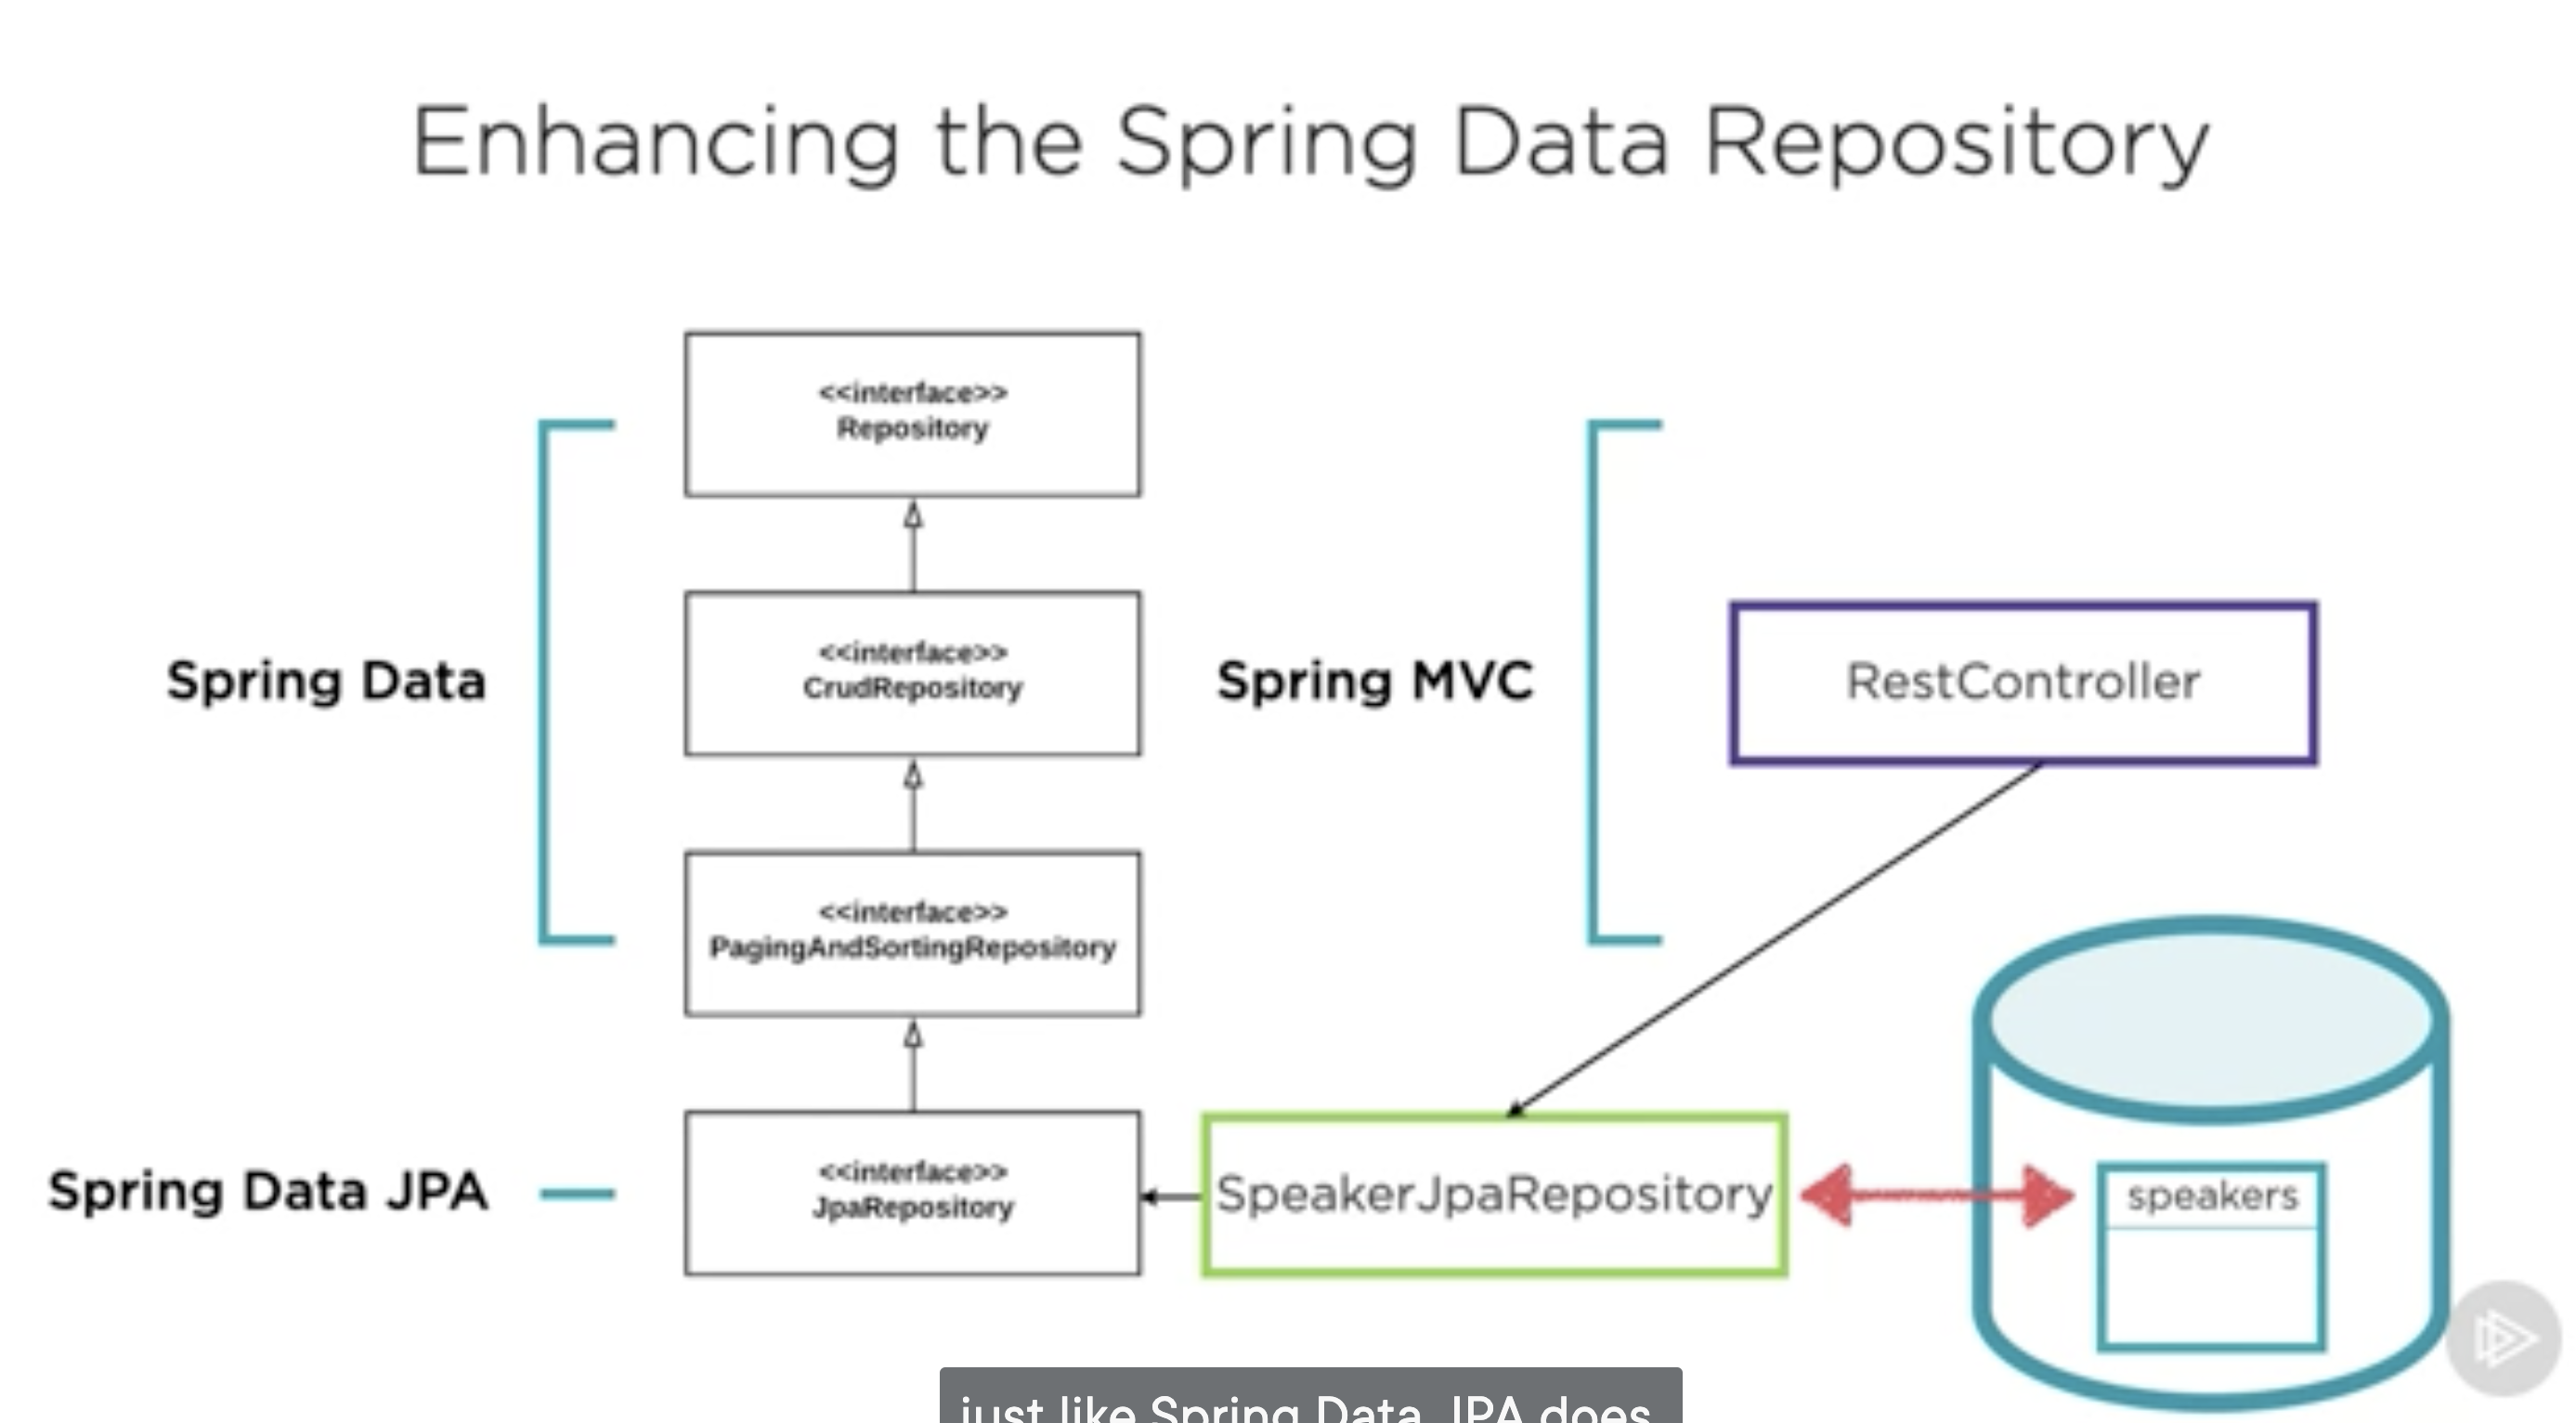 Enhancing the Spring Data Repository
<<interface>>
Repository
Spring Data
<<interface>>
CrudRepository
Spring MVC
RestController
<<interface>>
PagingAndSortingRepository
Spring Data JPA
<<interface>>
JpaRepository
SpeakerJpaRepository
speakers
just like Spring Data JPA does